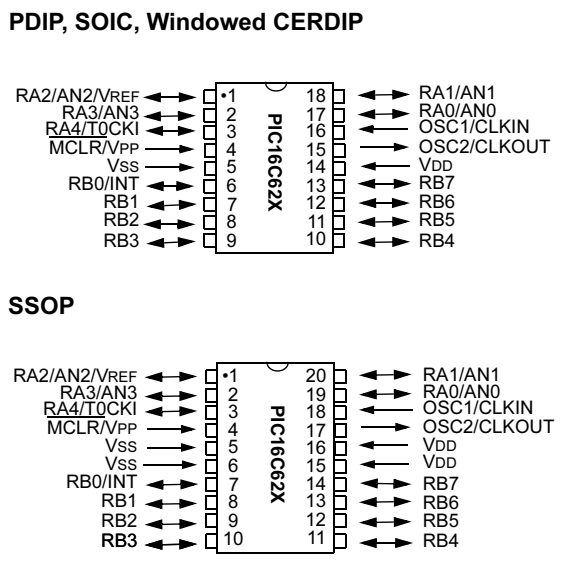 PDIP, SOIC, Windowed CERDIP
RA2/AN2/VREF •1 18 RA1/AN1
RA3/AN3 2 17 RA0/AN0
RA4/T0CKI 3 16 OSC1/CLKIN
MCLR/VPP 4 15 OSC2/CLKOUT
VSS 5 14 VDD
RB0/INT 6 13 RB7
RB1 7 12 RB6
RB2 8 11 RB5
RB3 9 10 RB4
PIC16C62X
SSOP
RA2/AN2/VREF •1 20 RA1/AN1
RA3/AN3 2 19 RA0/AN0
RA4/T0CKI 3 18 OSC1/CLKIN
MCLR/VPP 4 17 OSC2/CLKOUT
VSS 5 16 VDD
VSS 6 15 VDD
RB0/INT 7 14 RB7
RB1 8 13 RB6
RB2 9 12 RB5
RB3 10 11 RB4
PIC16C62X